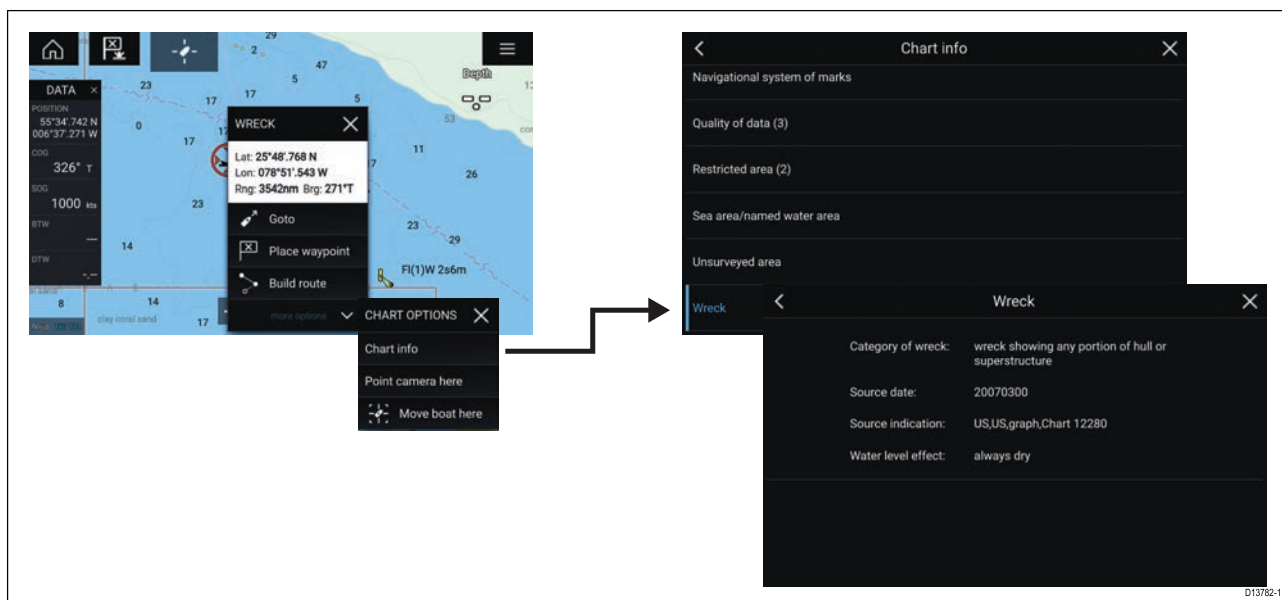 29
2
47
5
Depth
DATA ×
POSITION
55°34'.742 N
006°37'.271 W
COG
326° T
SOG
1000 kts
BTW
---
DTW
-.--
23
17
17
5
53
0
17
17
11
26
23
14
23
29
Fl(1)W 2s6m
8
14
clay coral sand
17
WRECK
Lat: 25°48'.768 N
Lon: 078°51'.543 W
Rng: 3542nm Brg: 271°T
Goto
Place waypoint
Build route
more options
CHART OPTIONS
Chart info
Point camera here
Move boat here
Chart info
Navigational system of marks
Quality of data (3)
Restricted area (2)
Sea area/named water area
Unsurveyed area
Wreck
Wreck
Category of wreck: wreck showing any portion of hull or
superstructure
Source date: 20070300
Source indication: US,US,graph,Chart 12280
Water level effect: always dry
D13782-1